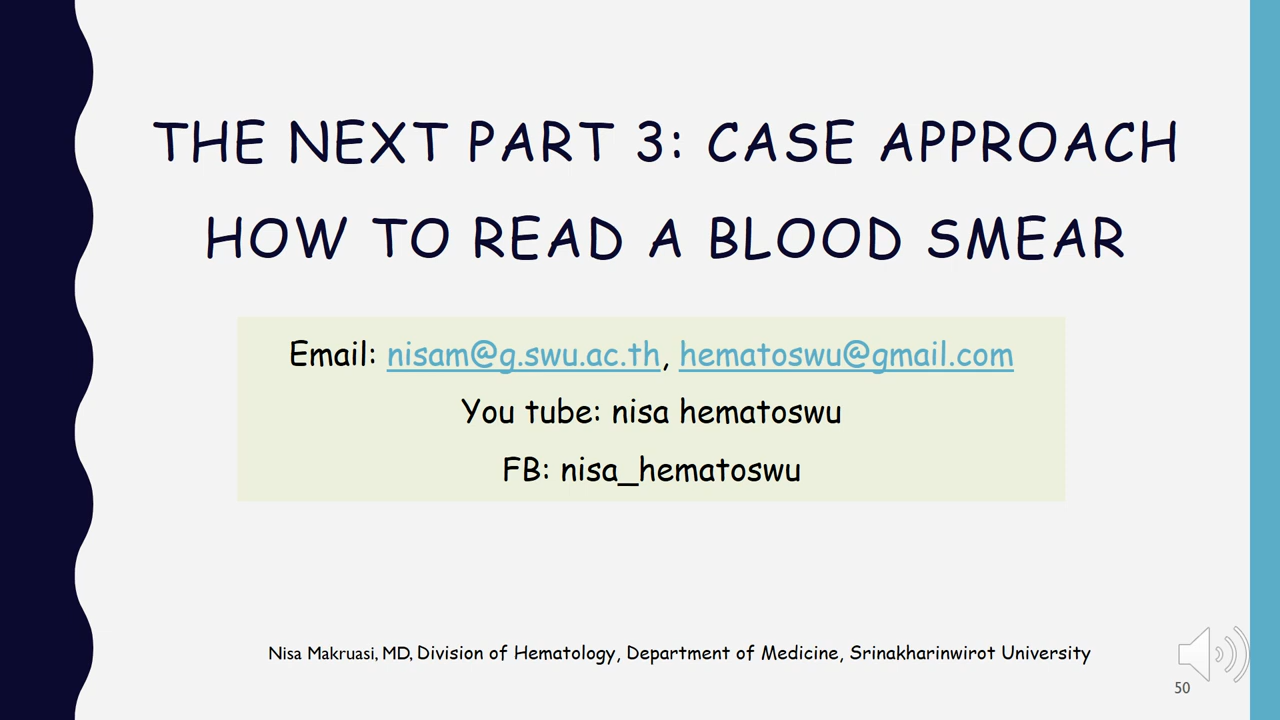 THE NEXT PART 3: CASE APPROACH
HOW TO READ A BLOOD SMEAR
Email: nisam@g.swu.ac.th, hematoswu@gmail.com
You tube: nisa hematoswu
FB: nisa_hematoswu
Nisa Makruasi, MD, Division of Hematology, Department of Medicine, Srinakharinwirot University
50